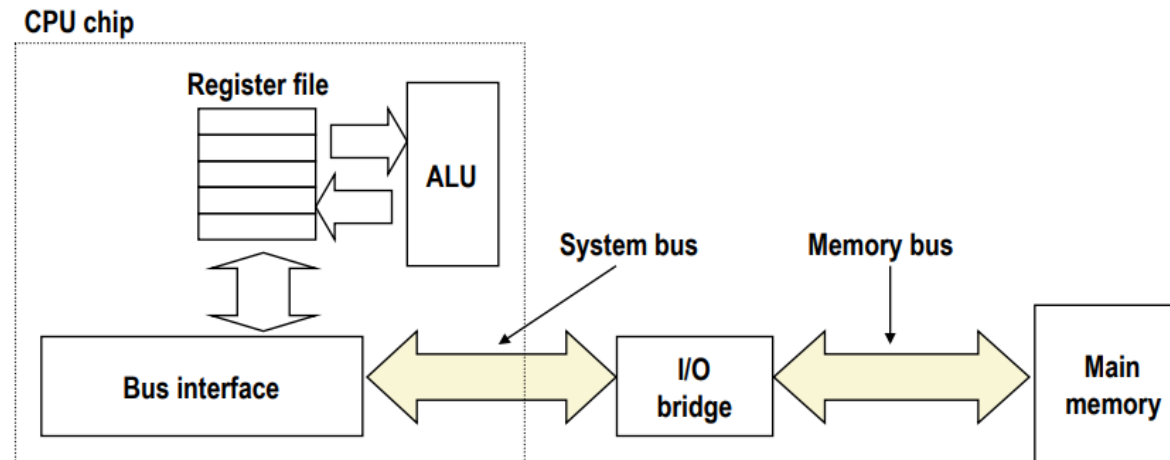 CPU chip
Register file
ALU
System bus
Memory bus
Bus interface
I/O
bridge
Main
memory